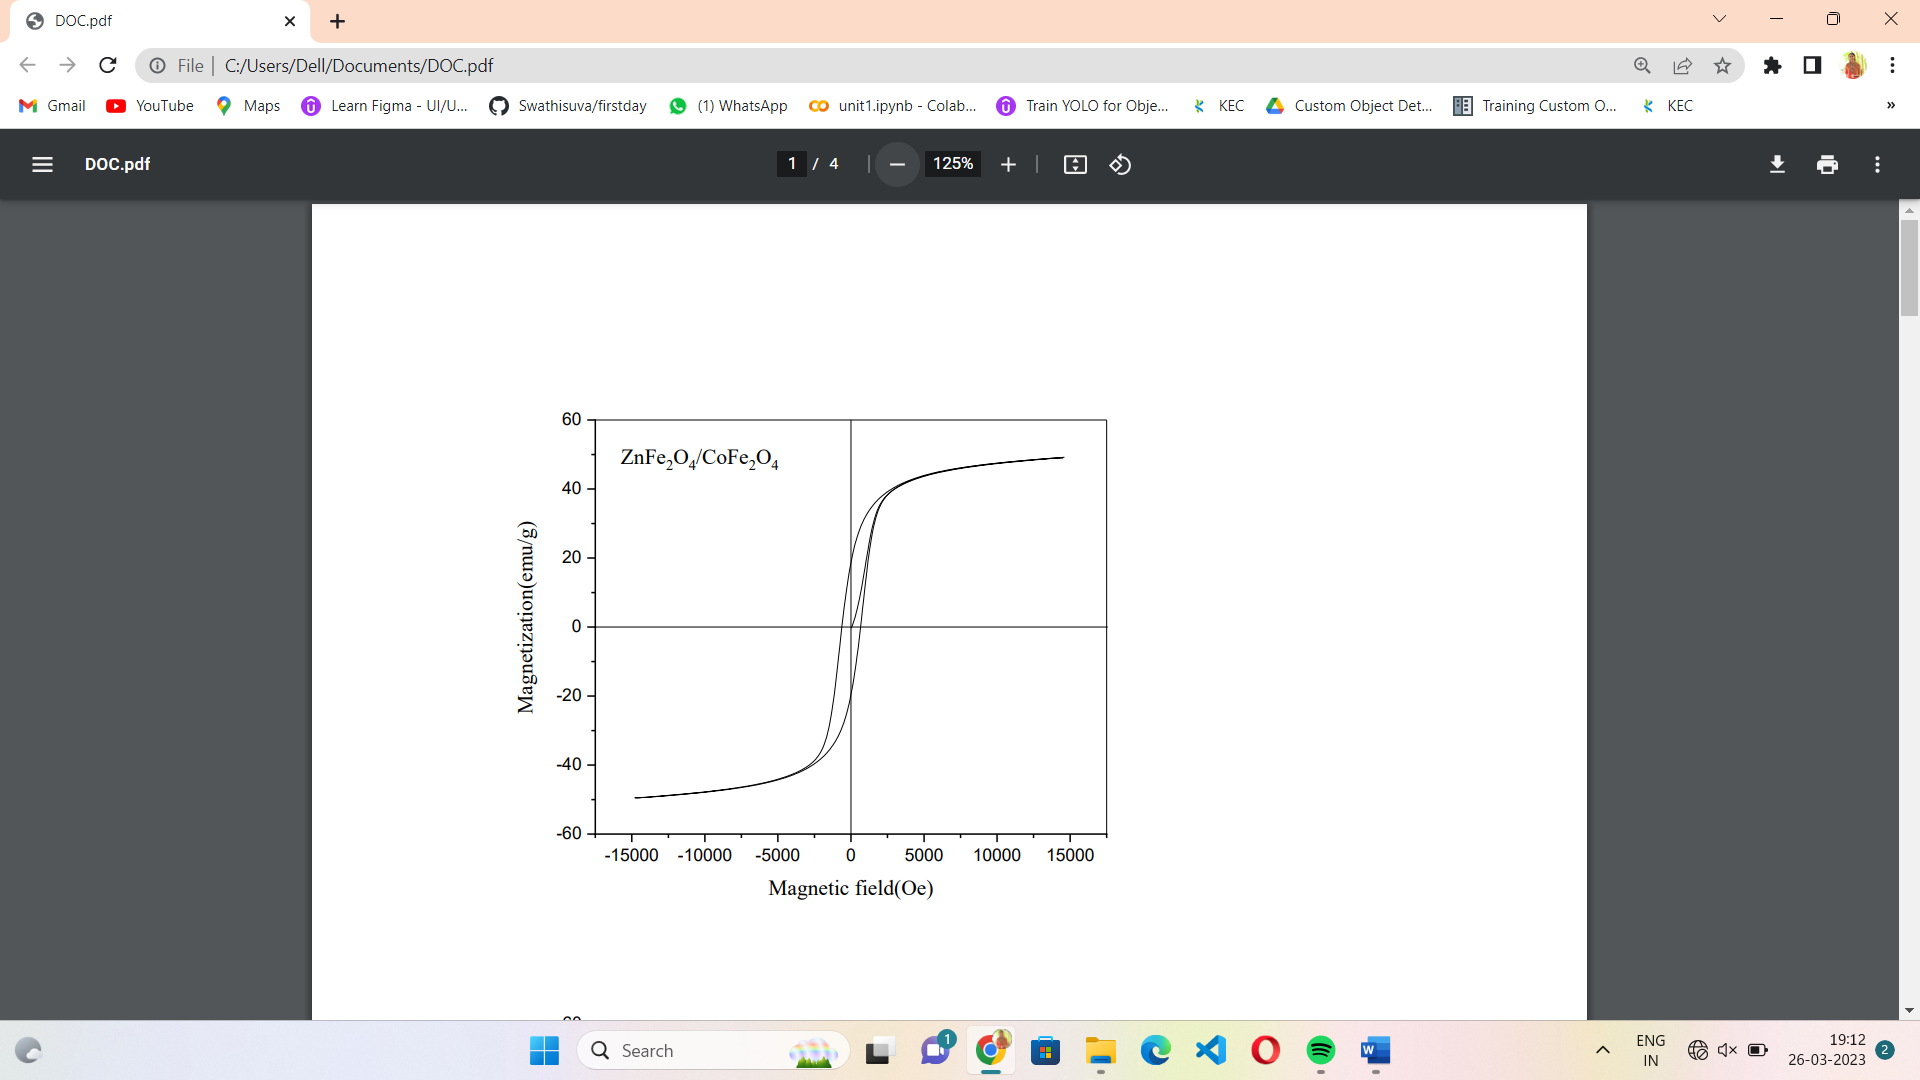 DOC.pdf
File | C:/Users/Dell/Documents/DOC.pdf
Gmail YouTube Maps Learn Figma - UI/U... Swathisuva/firstday (1) WhatsApp unit1.ipynb - Colab... Train YOLO for Obje... KEC Custom Object Det... Training Custom O... KEC »
DOC.pdf 1 / 4 125%
60
ZnFe₂O₄/CoFe₂O₄
40
20
0
-20
-40
-60
Magnetization(emu/g)
-15000 -10000 -5000 0 5000 10000 15000
Magnetic field(Oe)
Search
1
ENG
IN
19:12
26-03-2023
2